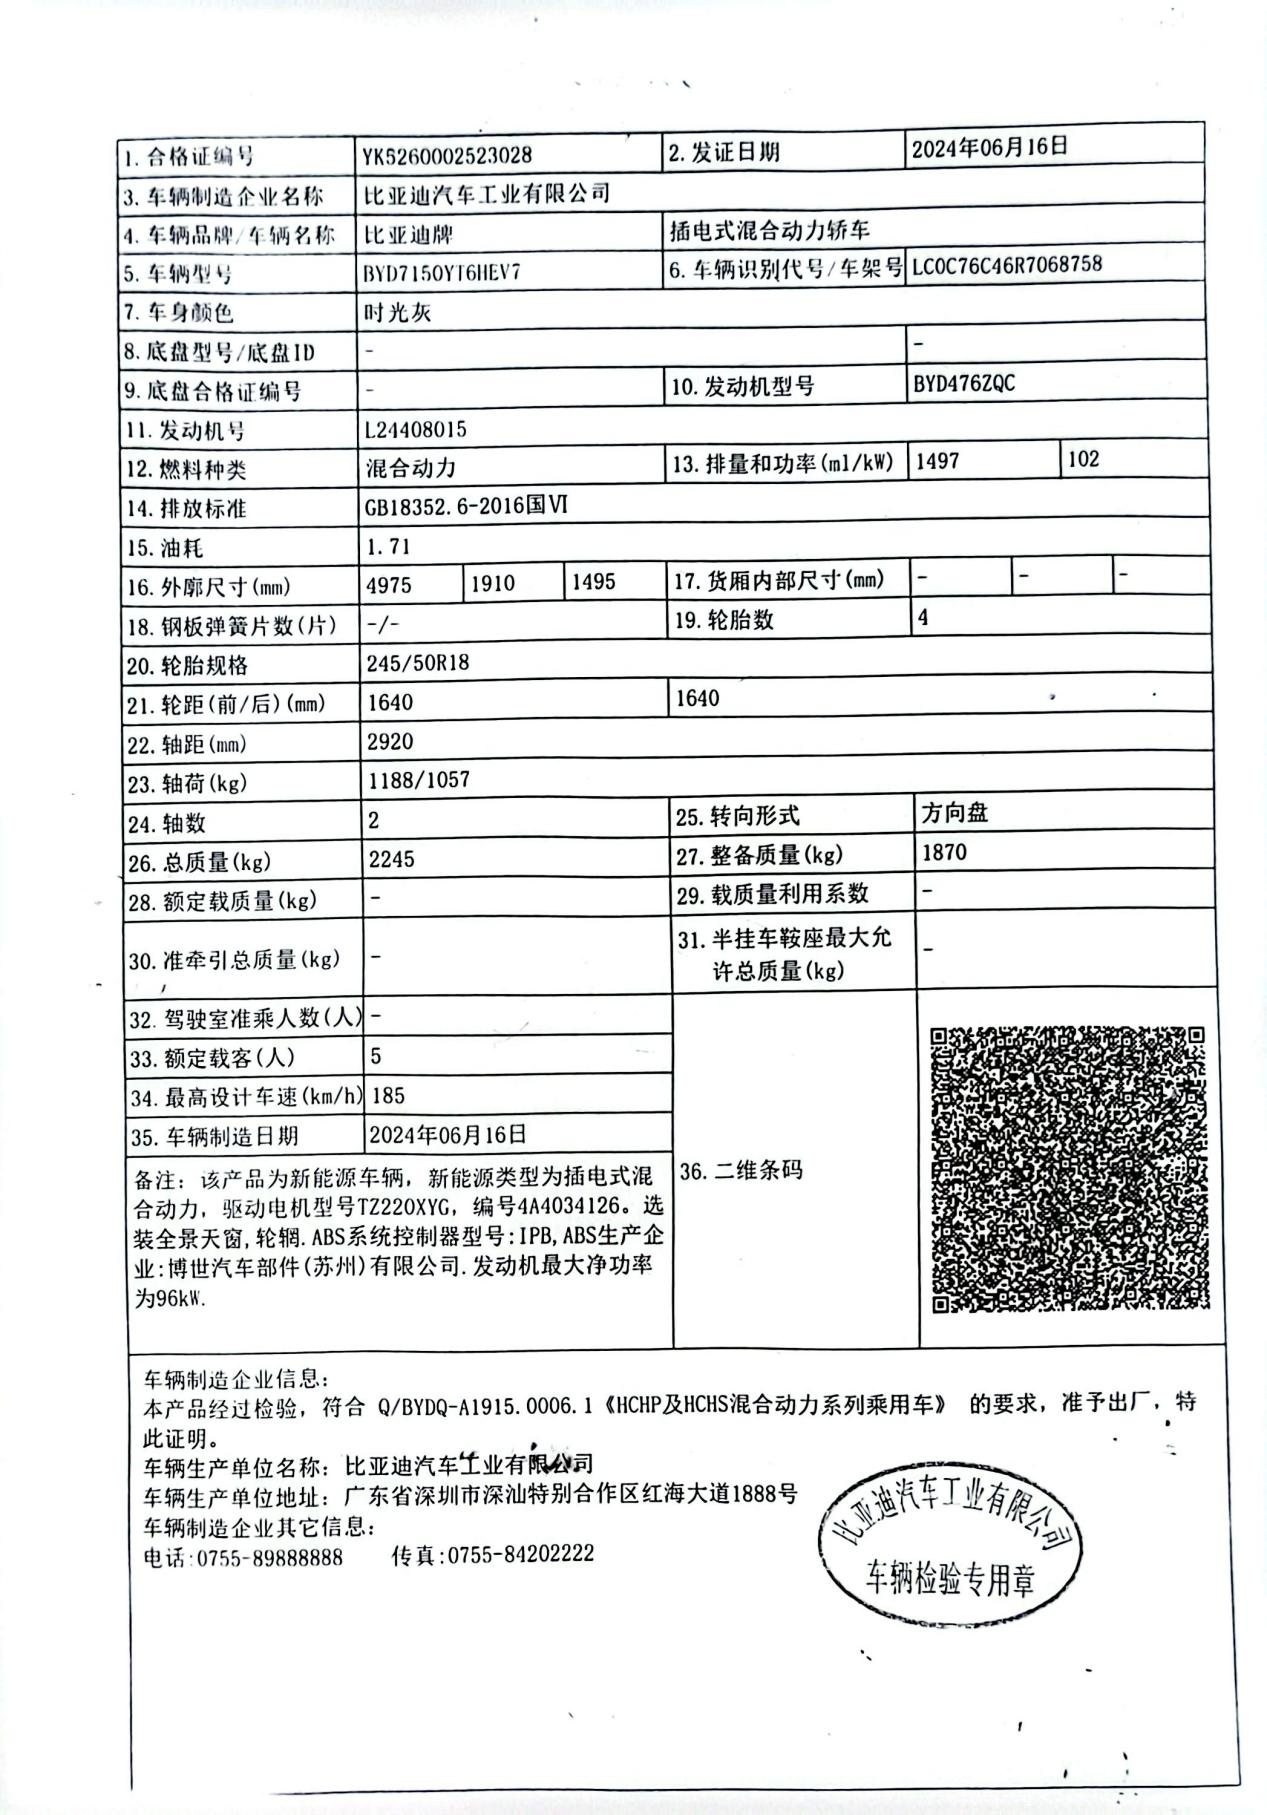 1. 合格证编号 YK5260002523028 2. 发证日期 2024年06月16日
3. 车辆制造企业名称 比亚迪汽车工业有限公司
4. 车辆品牌/车辆名称 比亚迪牌 插电式混合动力轿车
5. 车辆型号 BYD7150YT6HEV7 6. 车辆识别代号/车架号 LC0C76C46R7068758
7. 车身颜色 时光灰
8. 底盘型号/底盘ID - -
9. 底盘合格证编号 - 10. 发动机型号 BYD476ZQC
11. 发动机号 L24408015
12. 燃料种类 混合动力 13. 排量和功率(ml/kW) 1497 102
14. 排放标准 GB18352.6-2016国Ⅵ
15. 油耗 1.71
16. 外廓尺寸(mm) 4975 1910 1495 17. 货厢内部尺寸(mm) - - -
18. 钢板弹簧片数(片) -/- 19. 轮胎数 4
20. 轮胎规格 245/50R18
21. 轮距(前/后)(mm) 1640 1640
22. 轴距(mm) 2920
23. 轴荷(kg) 1188/1057
24. 轴数 2 25. 转向形式 方向盘
26. 总质量(kg) 2245 27. 整备质量(kg) 1870
28. 额定载质量(kg) - 29. 载质量利用系数 -
30. 准牵引总质量(kg) - 31. 半挂车鞍座最大允
许总质量(kg) -
32. 驾驶室准乘人数(人) -
33. 额定载客(人) 5
34. 最高设计车速(km/h) 185
35. 车辆制造日期 2024年06月16日
36. 二维条码
备注: 该产品为新能源车辆, 新能源类型为插电式混
合动力, 驱动电机型号TZ220XYG, 编号4A4034126。选
装全景天窗,轮辋.ABS系统控制器型号:IPB,ABS生产企
业:博世汽车部件(苏州)有限公司.发动机最大净功率
为96kW.
车辆制造企业信息:
本产品经过检验, 符合 Q/BYDQ-A1915.0006.1《HCHP及HCHS混合动力系列乘用车》 的要求, 准予出厂, 特
此证明。
车辆生产单位名称: 比亚迪汽车工业有限公司
车辆生产单位地址: 广东省深圳市深汕特别合作区红海大道1888号
车辆制造企业其它信息:
电话:0755-89888888 传真:0755-84202222
比亚迪汽车工业有限公司
车辆检验专用章